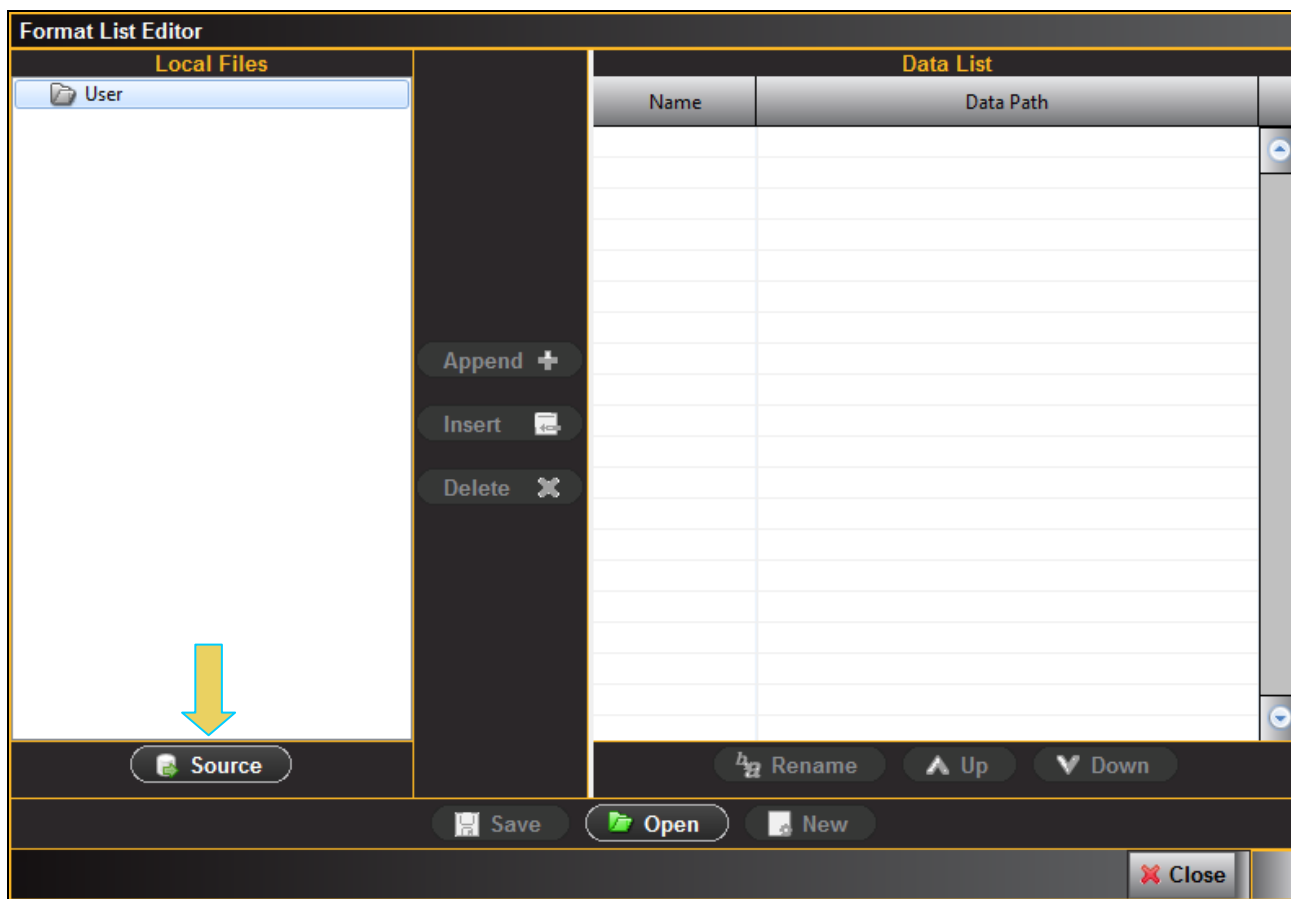 Format List Editor
Local Files
Data List
User
Name
Data Path
Append
Insert
Delete
Source
Rename
Up
Down
Save
Open
New
Close